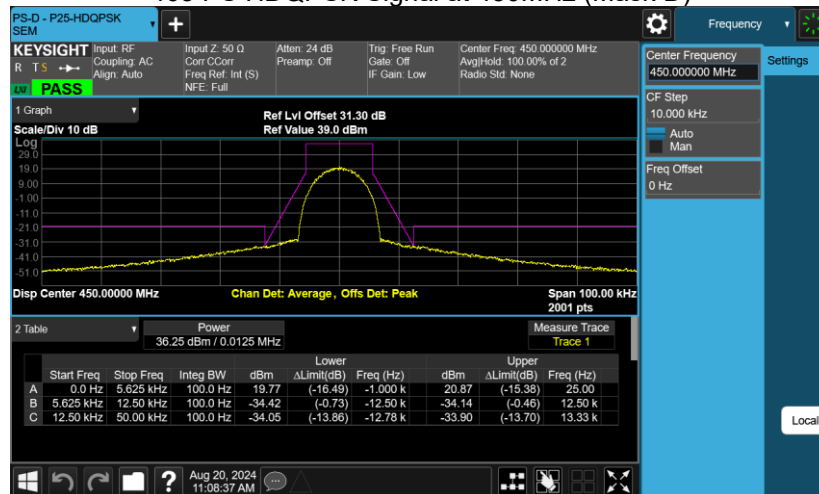 PS-D - P25-HDQPSK
SEM
Frequency
KEYSIGHT
R T S
LXI
PASS
Input: RF
Coupling: AC
Align: Auto
Input Z: 50 Ω
Corr CCorr
Freq Ref: Int (S)
NFE: Full
Atten: 24 dB
Preamp: Off
Trig: Free Run
Gate: Off
IF Gain: Low
Center Freq: 450.000000 MHz
Avg|Hold: 100.00% of 2
Radio Std: None
Center Frequency
450.000000 MHz
Settings
CF Step
10.000 kHz
Auto
Man
Freq Offset
0 Hz
1 Graph
Scale/Div 10 dB
Ref Lvl Offset 31.30 dB
Ref Value 39.0 dBm
Log
29.0
19.0
9.00
-1.00
-11.0
-21.0
-31.0
-41.0
-51.0
Disp Center 450.00000 MHz
Chan Det: Average, Offs Det: Peak
Span 100.00 kHz
2001 pts
2 Table
Power
36.25 dBm / 0.0125 MHz
Measure Trace
Trace 1
Lower Upper
Start Freq Stop Freq Integ BW dBm ΔLimit(dB) Freq (Hz) dBm ΔLimit(dB) Freq (Hz)
A 0.0 Hz 5.625 kHz 100.0 Hz 19.77 (-16.49) -1.000 k 20.87 (-15.38) 25.00
B 5.625 kHz 12.50 kHz 100.0 Hz -34.42 (-0.73) -12.50 k -34.14 (-0.46) 12.50 k
C 12.50 kHz 50.00 kHz 100.0 Hz -34.05 (-13.86) -12.78 k -33.90 (-13.70) 13.33 k
Local
?
Aug 20, 2024
11:08:37 AM